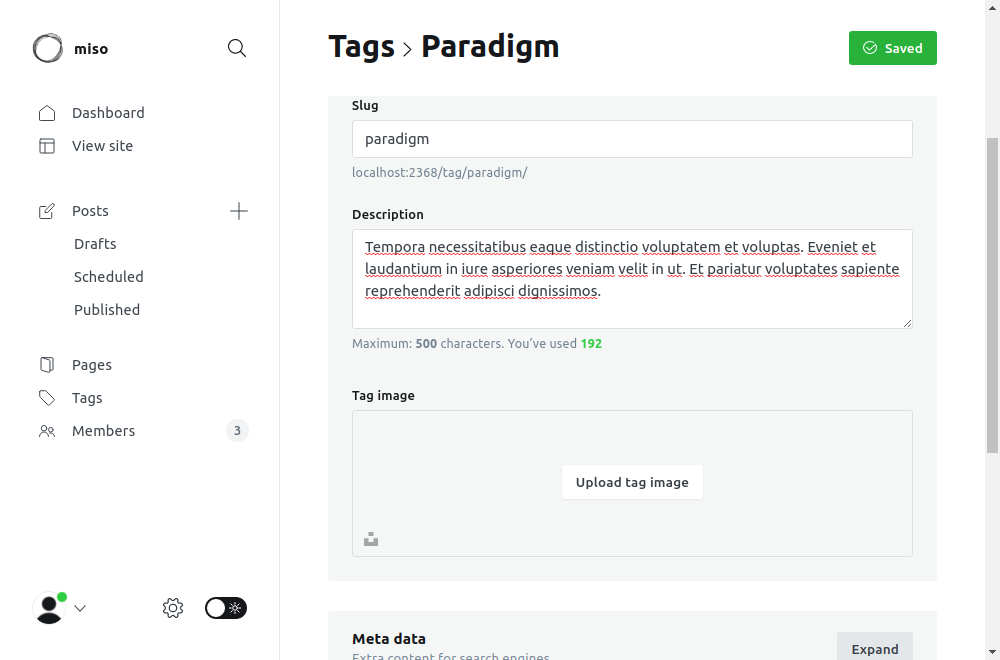 miso
Dashboard
View site
Posts
Drafts
Scheduled
Published
Pages
Tags
Members 3
Tags > Paradigm
Saved
Slug
paradigm
localhost:2368/tag/paradigm/
Description
Tempora necessitatibus eaque distinctio voluptatem et voluptas. Eveniet et
laudantium in iure asperiores veniam velit in ut. Et pariatur voluptates sapiente
reprehenderit adipisci dignissimos.
Maximum: 500 characters. You've used 192
Tag image
Upload tag image
Meta data
Extra content for search engines
Expand